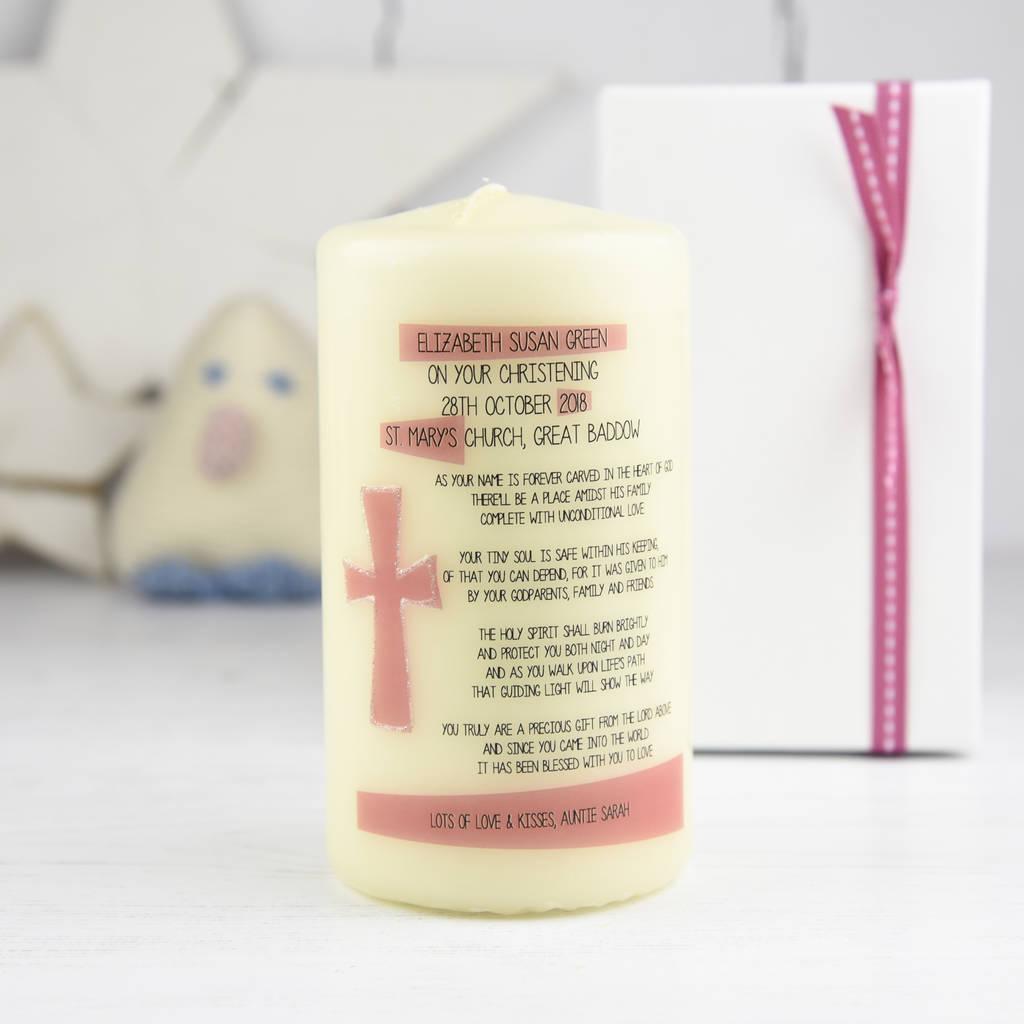 ELIZABETH SUSAN GREEN
ON YOUR CHRISTENING
28TH OCTOBER 2018
ST. MARY'S CHURCH, GREAT BADDOW
AS YOUR NAME IS FOREVER CARVED IN THE HEART OF GOD
THERE'LL BE A PLACE AMIDST HIS FAMILY
COMPLETE WITH UNCONDITIONAL LOVE
YOUR TINY SOUL IS SAFE WITHIN HIS KEEPING,
OF THAT YOU CAN DEPEND, FOR IT WAS GIVEN TO HIM
BY YOUR GODPARENTS, FAMILY AND FRIENDS
THE HOLY SPIRIT SHALL BURN BRIGHTLY
AND PROTECT YOU BOTH NIGHT AND DAY
AND AS YOU WALK UPON LIFE'S PATH
THAT GUIDING LIGHT WILL SHOW THE WAY
YOU TRULY ARE A PRECIOUS GIFT FROM THE LORD ABOVE
AND SINCE YOU CAME INTO THE WORLD
IT HAS BEEN BLESSED WITH YOU TO LOVE
LOTS OF LOVE & KISSES, AUNTIE SARAH